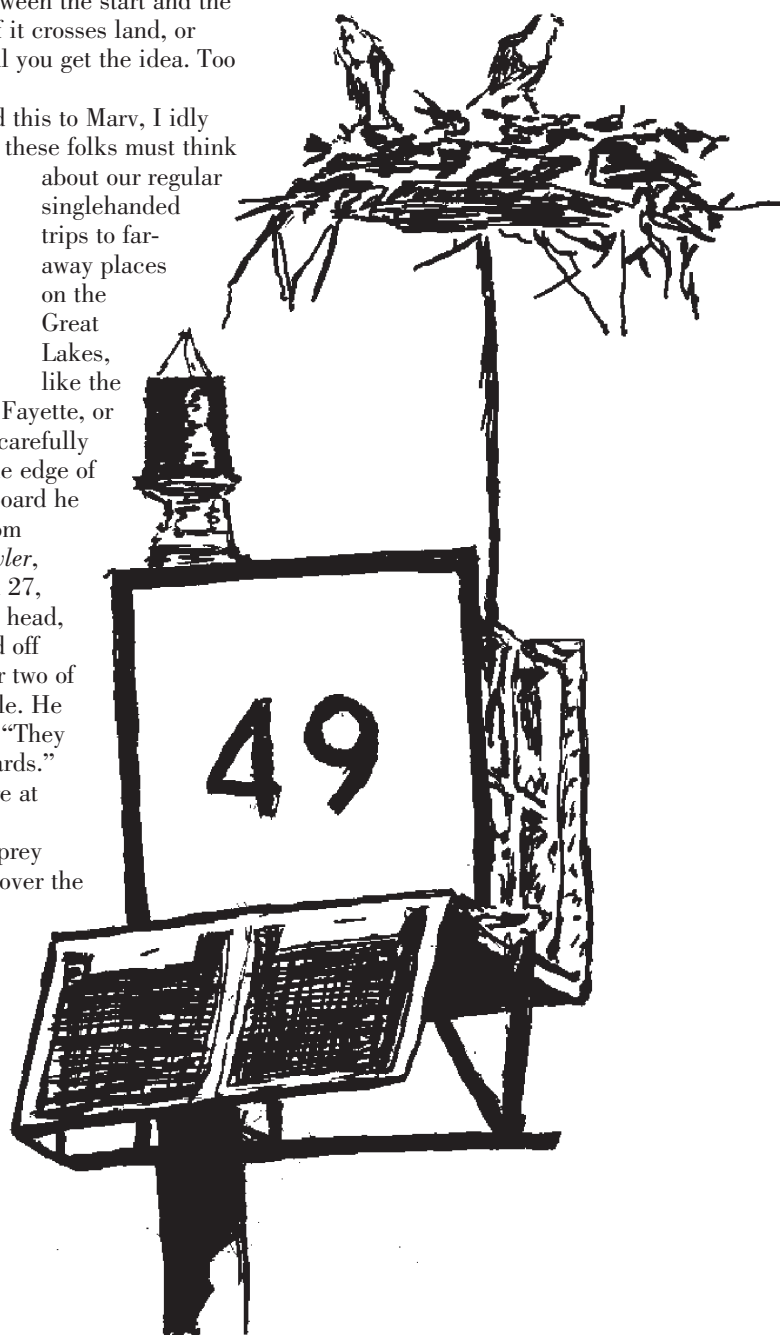 ween the start and the
f it crosses land, or
l you get the idea. Too
d this to Marv, I idly
these folks must think
about our regular
singlehanded
trips to far-
away places
on the
Great
Lakes,
like the
Fayette, or
carefully
e edge of
oard he
om
vler,
27,
head,
d off
r two of
le. He
“They
ards.”
e at
prey
over the
49